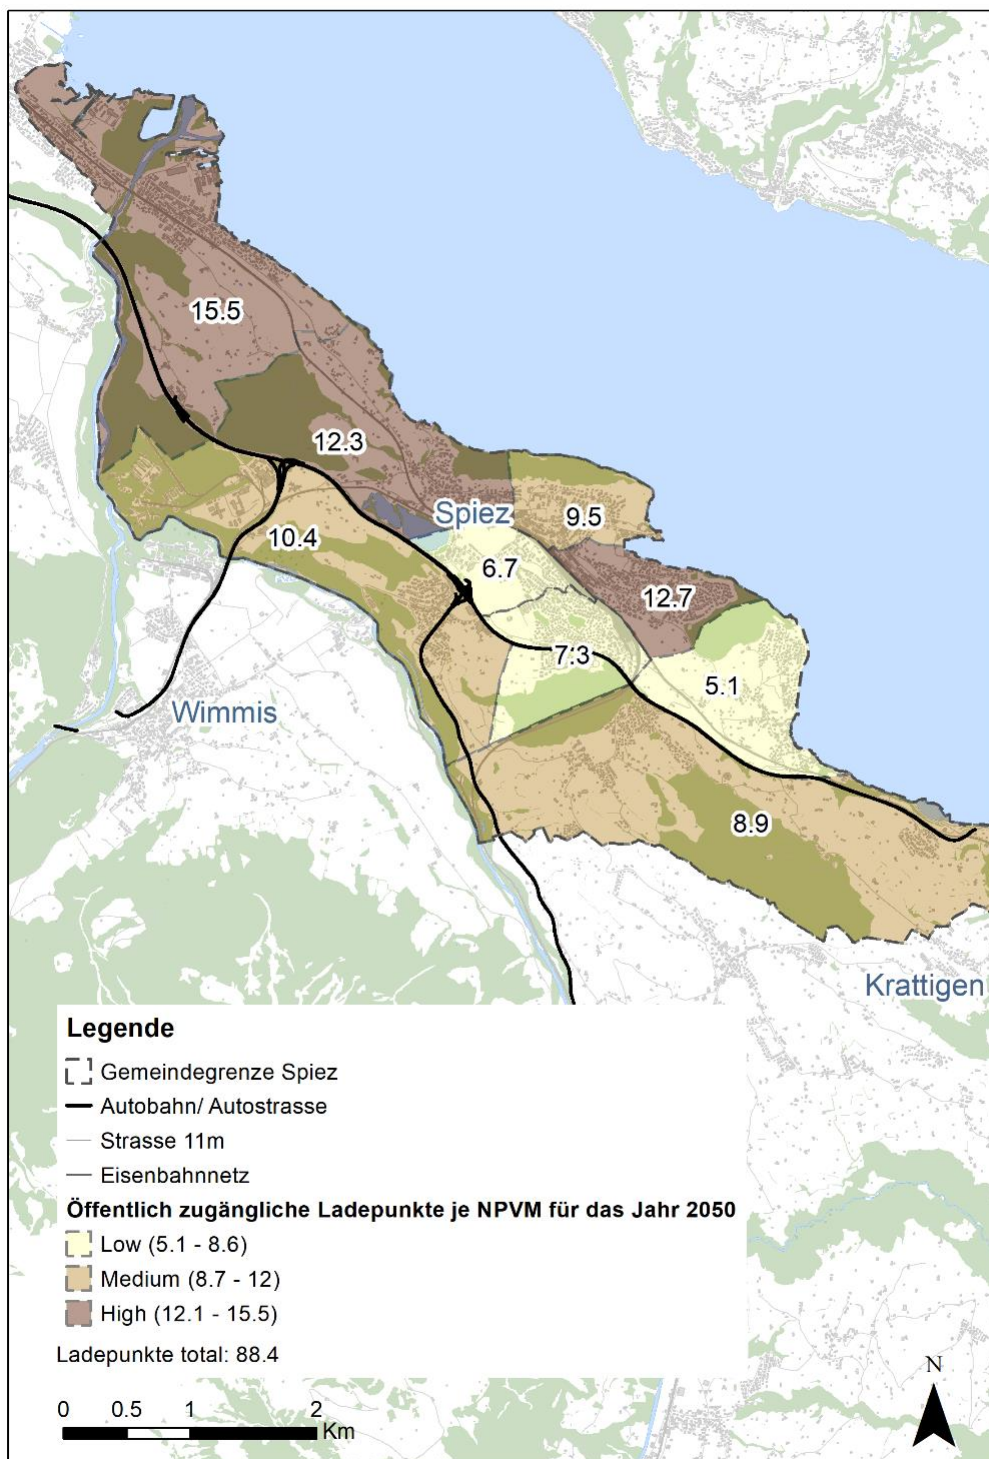 15.5
12.3
Spiez
9.5
10.4
6.7
12.7
7.3
5.1
Wimmis
8.9
Krattigen
Legende
Gemeindegrenze Spiez
Autobahn/ Autostrasse
Strasse 11m
Eisenbahnnetz
Öffentlich zugängliche Ladepunkte je NPVM für das Jahr 2050
Low (5.1 - 8.6)
Medium (8.7 - 12)
High (12.1 - 15.5)
Ladepunkte total: 88.4
0 0.5 1 2
Km
N